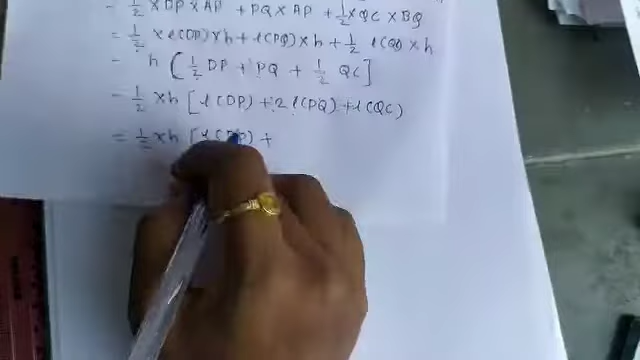 = 1/2 × DP × AP + PQ × AP + 1/2 × QC × BQ
= 1/2 × l(DP) × h + l(PQ) × h + 1/2 l(QC) × h
= h [ 1/2 DP + PQ + 1/2 QC ]
= 1/2 × h [ l(DP) + 2 l(PQ) + l(QC) ]
= 1/2 × h [ l(DP) +